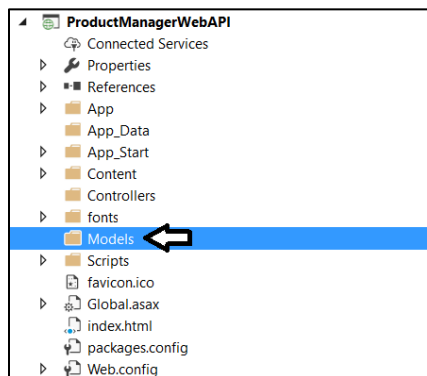 ProductManagerWebAPI
Connected Services
Properties
References
App
App_Data
App_Start
Content
Controllers
fonts
Models
Scripts
favicon.ico
Global.asax
index.html
packages.config
Web.config